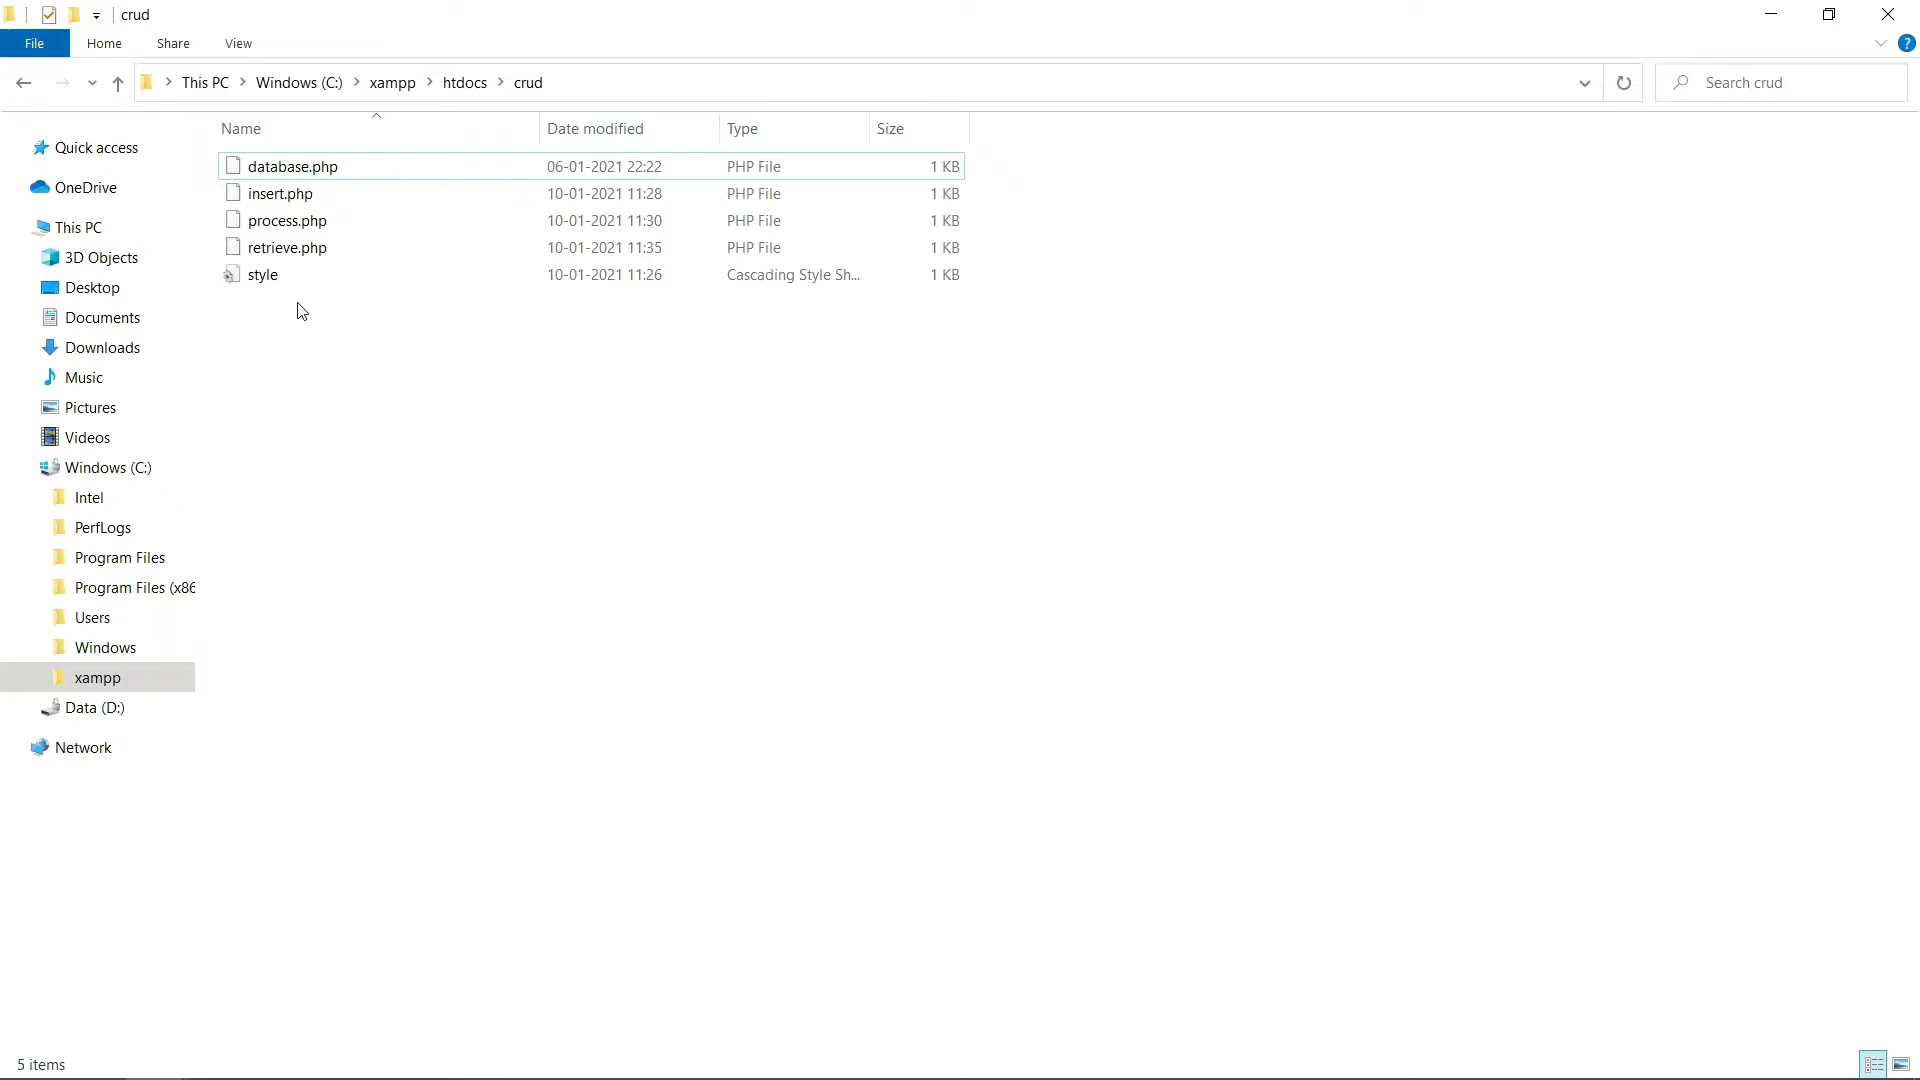 crud
File Home Share View
This PC Windows (C:) xampp htdocs crud Search crud
Name Date modified Type Size
database.php 06-01-2021 22:22 PHP File 1 KB
insert.php 10-01-2021 11:28 PHP File 1 KB
process.php 10-01-2021 11:30 PHP File 1 KB
retrieve.php 10-01-2021 11:35 PHP File 1 KB
style 10-01-2021 11:26 Cascading Style Sh... 1 KB
Quick access
OneDrive
This PC
3D Objects
Desktop
Documents
Downloads
Music
Pictures
Videos
Windows (C:)
Intel
PerfLogs
Program Files
Program Files (x86
Users
Windows
xampp
Data (D:)
Network
5 items